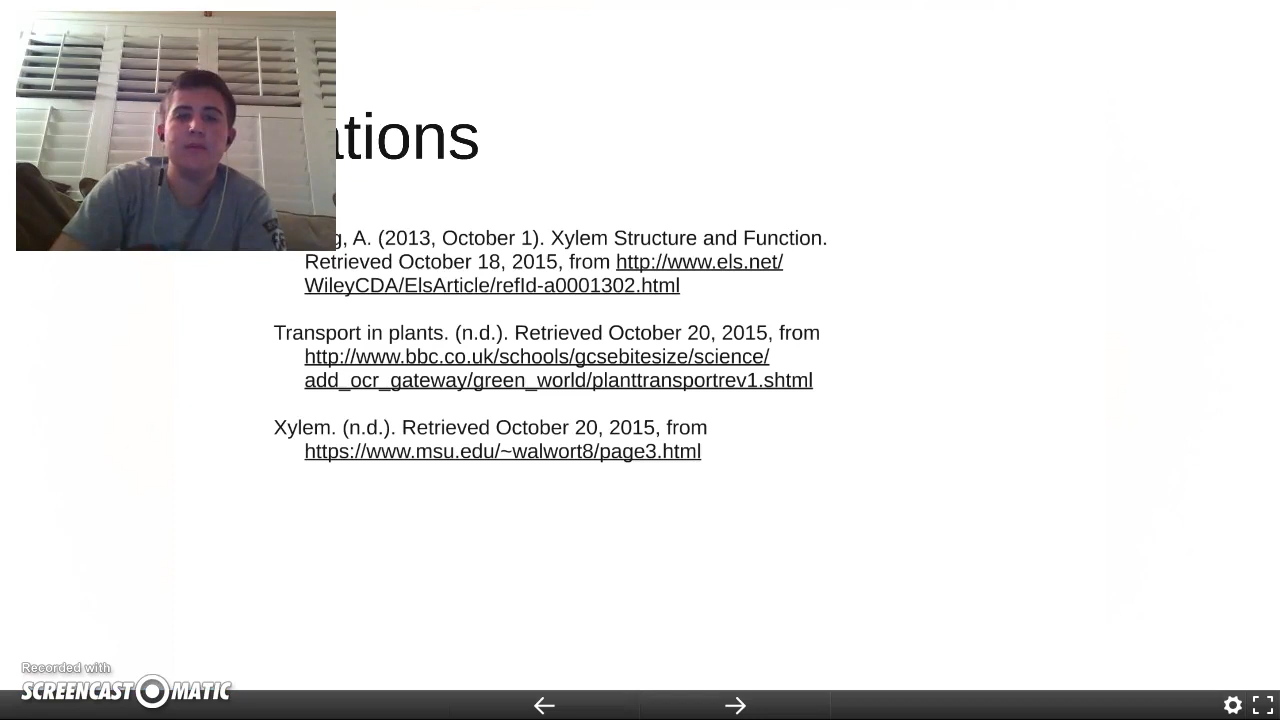 A. (2013, October 1). Xylem Structure and Function.
Retrieved October 18, 2015, from http://www.els.net/
WileyCDA/ElsArticle/refId-a0001302.html
Transport in plants. (n.d.). Retrieved October 20, 2015, from
http://www.bbc.co.uk/schools/gcsebitesize/science/
add_ocr_gateway/green_world/planttransportrev1.shtml
Xylem. (n.d.). Retrieved October 20, 2015, from
https://www.msu.edu/~walwort8/page3.html
Recorded with
SCREENCAST MATIC